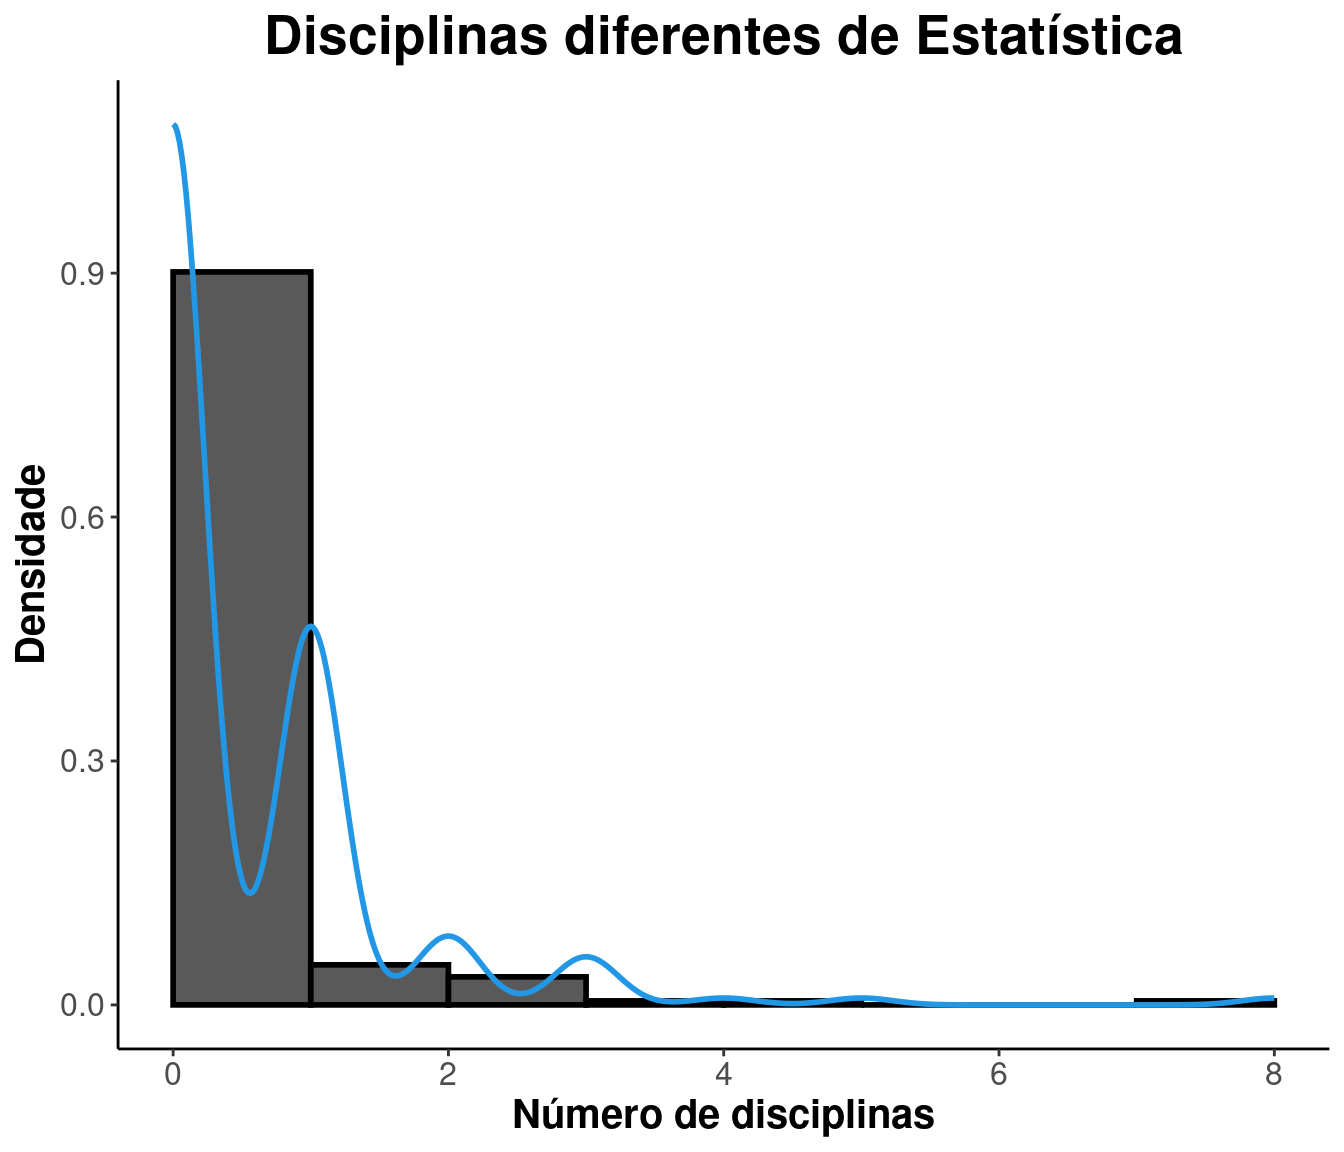 Disciplinas diferentes de Estatística
Densidade
0.9
0.6
0.3
0.0
0 2 4 6 8
Número de disciplinas